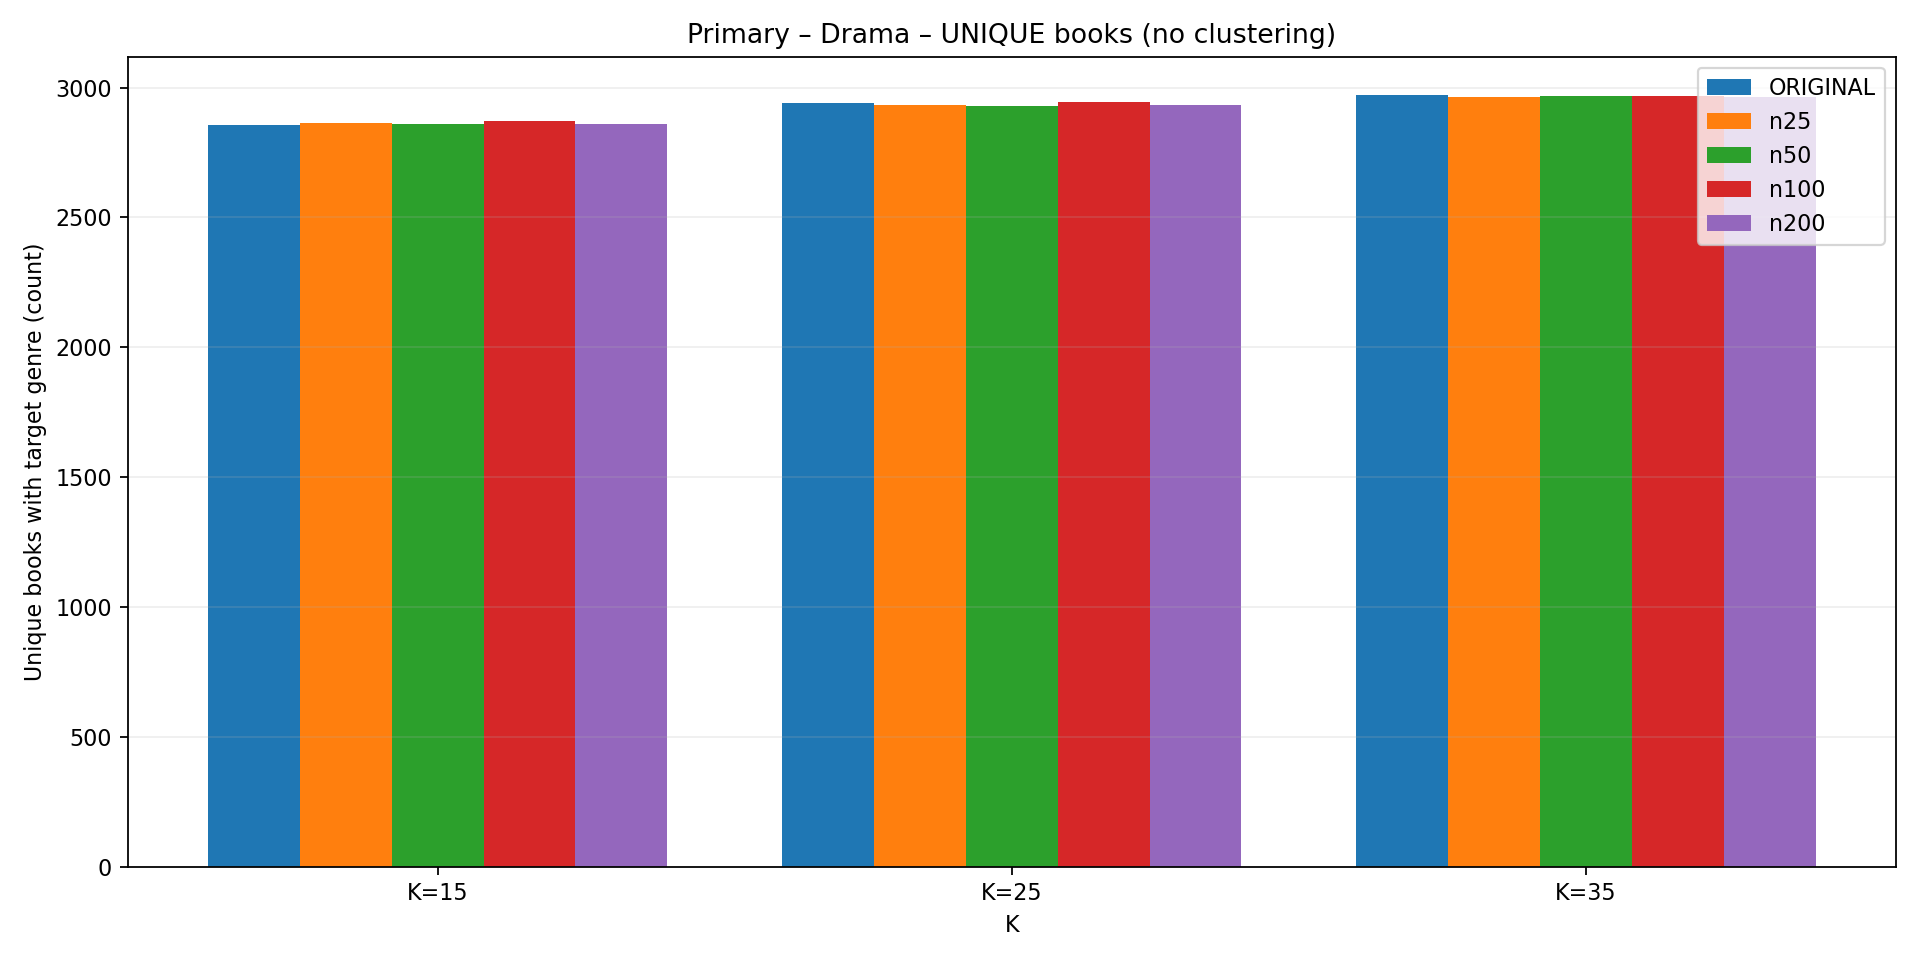 Primary – Drama – UNIQUE books (no clustering)
Unique books with target genre (count)
3000
2500
2000
1500
1000
500
0
ORIGINAL
n25
n50
n100
n200
K=15
K=25
K=35
K